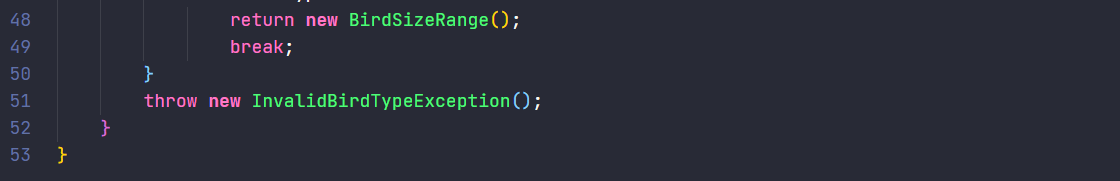 48 return new BirdSizeRange();
49 break;
50 }
51 throw new InvalidBirdTypeException();
52 }
53 }